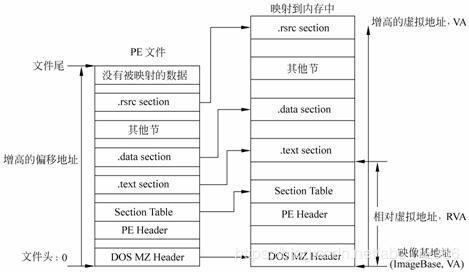 映射到内存中
PE 文件
增高的虚拟地址,VA
文件尾
没有被映射的数据
.rsrc section
其他节
.data section
.text section
Section Table
PE Header
DOS MZ Header
增高的偏移地址
文件头:0
.rsrc section
其他节
.data section
.text section
Section Table
PE Header
DOS MZ Header
相对虚拟地址,RVA
映像基地址
(ImageBase, VA)